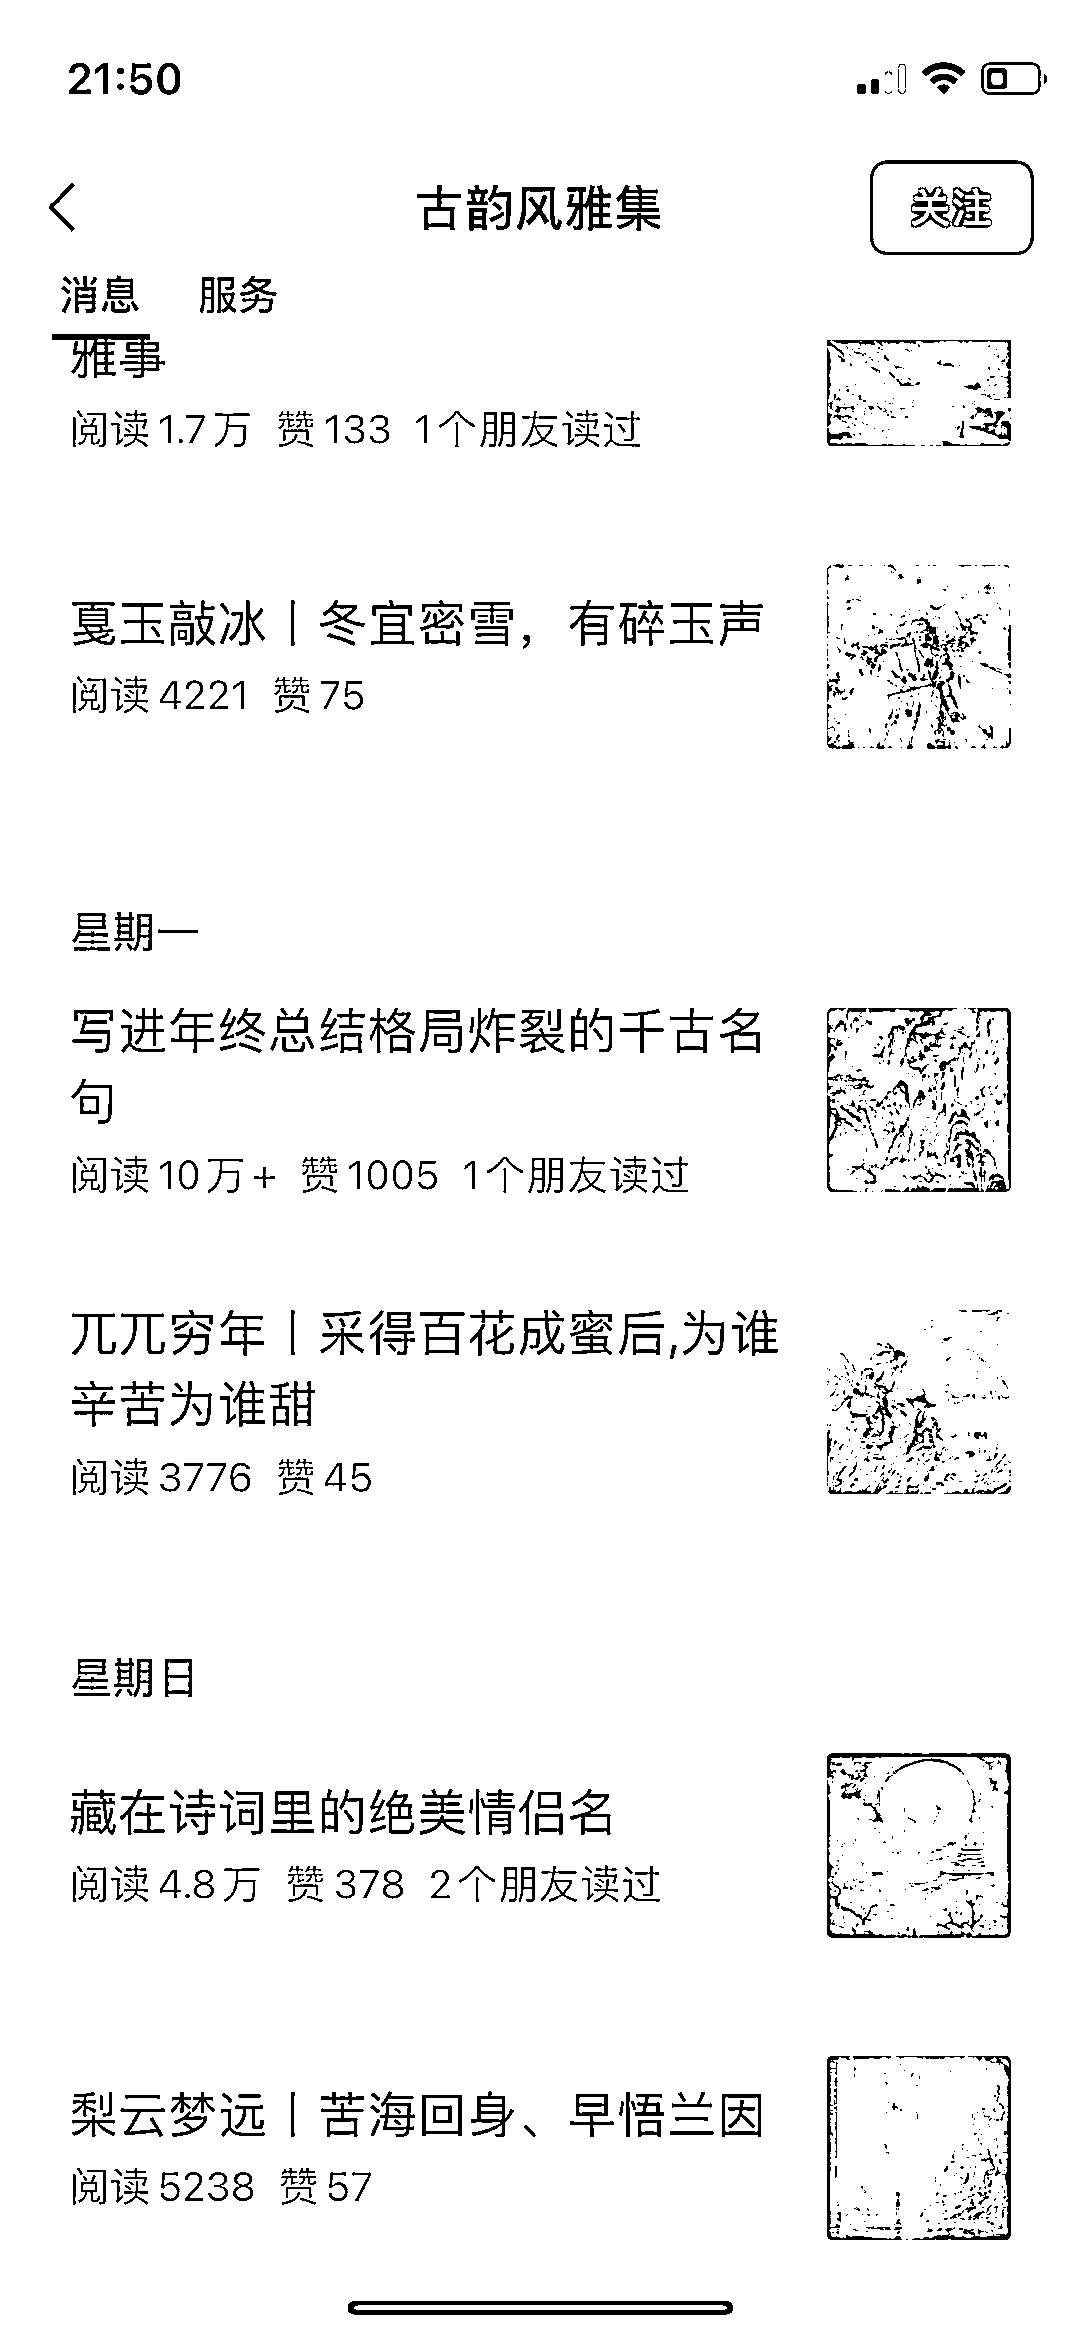 21:50
古韵风雅集
关注
消息 服务
雅事
阅读 1.7万 赞 133 1个朋友读过
戛玉敲冰丨冬宜密雪，有碎玉声
阅读 4221 赞 75
星期一
写进年终总结格局炸裂的千古名
句
阅读 10万+ 赞 1005 1个朋友读过
兀兀穷年丨采得百花成蜜后,为谁
辛苦为谁甜
阅读 3776 赞 45
星期日
藏在诗词里的绝美情侣名
阅读 4.8万 赞 378 2个朋友读过
梨云梦远丨苦海回身、早悟兰因
阅读 5238 赞 57